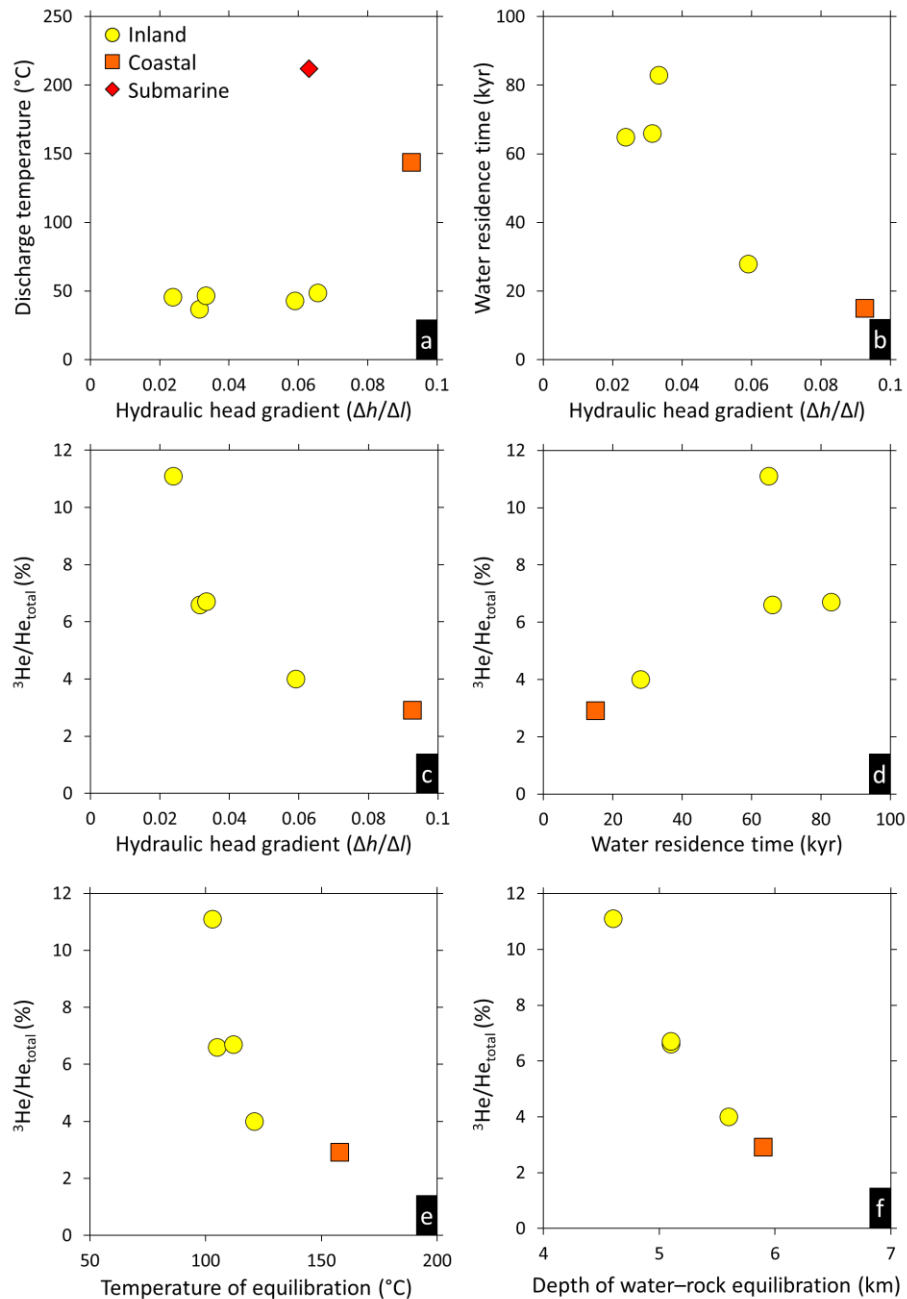 Discharge temperature (°C)
250
200
150
100
50
0
Inland
Coastal
Submarine
a
0 0.02 0.04 0.06 0.08 0.1
Hydraulic head gradient (Δh/Δl)
Water residence time (kyr)
100
80
60
40
20
0
b
0 0.02 0.04 0.06 0.08 0.1
Hydraulic head gradient (Δh/Δl)
³He/He_total (%)
12
10
8
6
4
2
0
c
0 0.02 0.04 0.06 0.08 0.1
Hydraulic head gradient (Δh/Δl)
³He/He_total (%)
12
10
8
6
4
2
0
d
0 20 40 60 80 100
Water residence time (kyr)
³He/He_total (%)
12
10
8
6
4
2
0
e
50 100 150 200
Temperature of equilibration (°C)
³He/He_total (%)
12
10
8
6
4
2
0
f
4 5 6 7
Depth of water–rock equilibration (km)